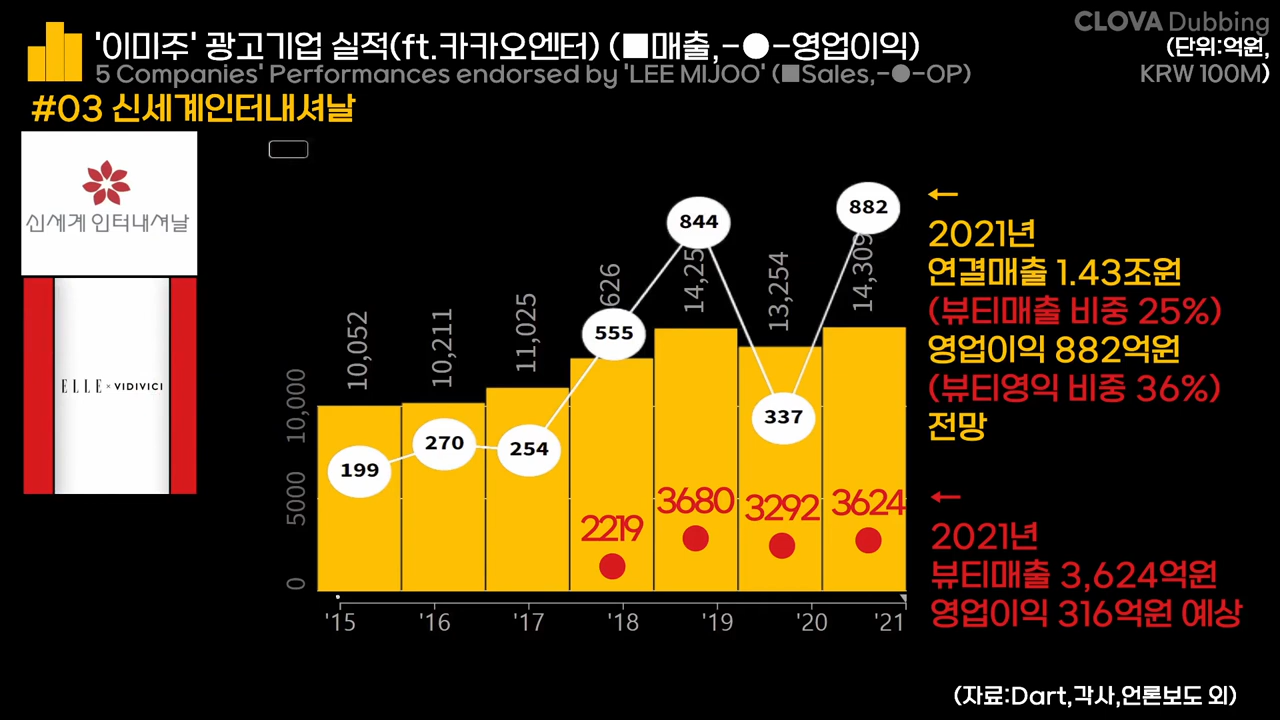 CLOVA Dubbing
'이미주' 광고기업 실적(ft.카카오엔터) (■매출,-●-영업이익)
(단위:억원,
5 Companies' Performances endorsed by 'LEE MIJOO' (■Sales,-●-OP)
KRW 100M)
#03 신세계인터내셔날
신세계인터내셔날
ELLE × VIDIVICI
10,000
5000
0
10,052
10,211
11,025
626
14,25
13,254
14,309
199
270
254
555
844
337
882
2219
3680
3292
3624
'15
'16
'17
'18
'19
'20
'21
←
2021년
연결매출 1.43조원
(뷰티매출 비중 25%)
영업이익 882억원
(뷰티영익 비중 36%)
전망
←
2021년
뷰티매출 3,624억원
영업이익 316억원 예상
(자료:Dart,각사,언론보도 외)